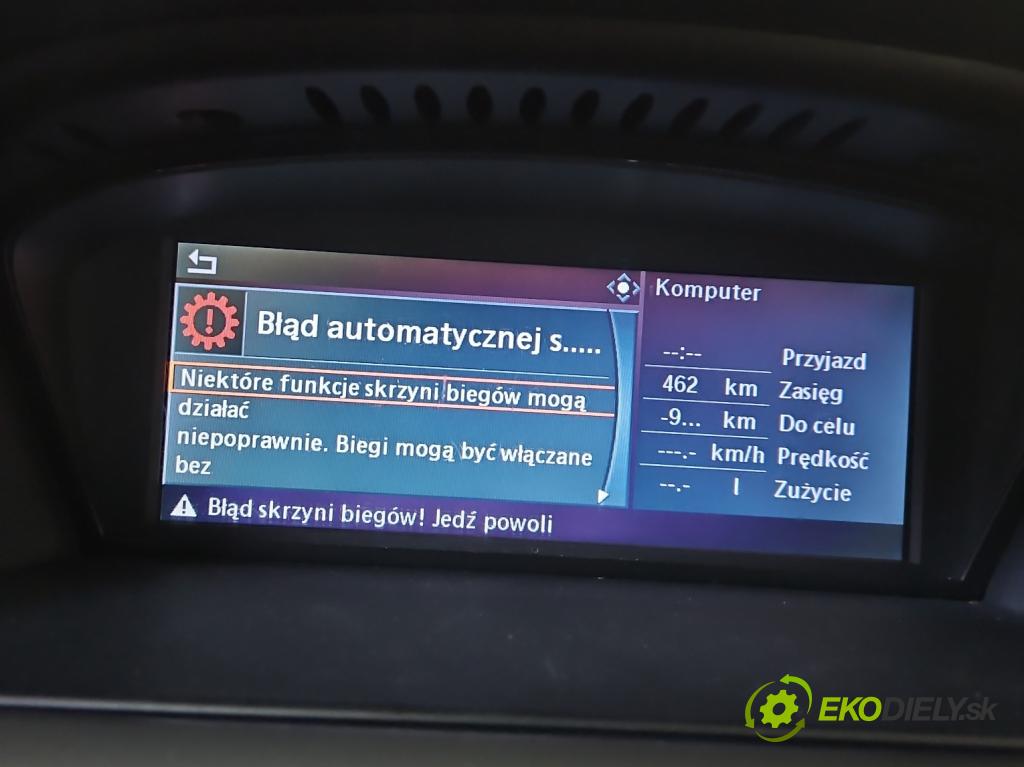 Błąd automatycznej s.....
Niektóre funkcje skrzyni biegów mogą
działać
niepoprawnie. Biegi mogą być włączane
bez
Błąd skrzyni biegów! Jedź powoli
Komputer
--:-- Przyjazd
462 km Zasięg
-9... km Do celu
---.- km/h Prędkość
--.- l Zużycie
EKODIELY.sk